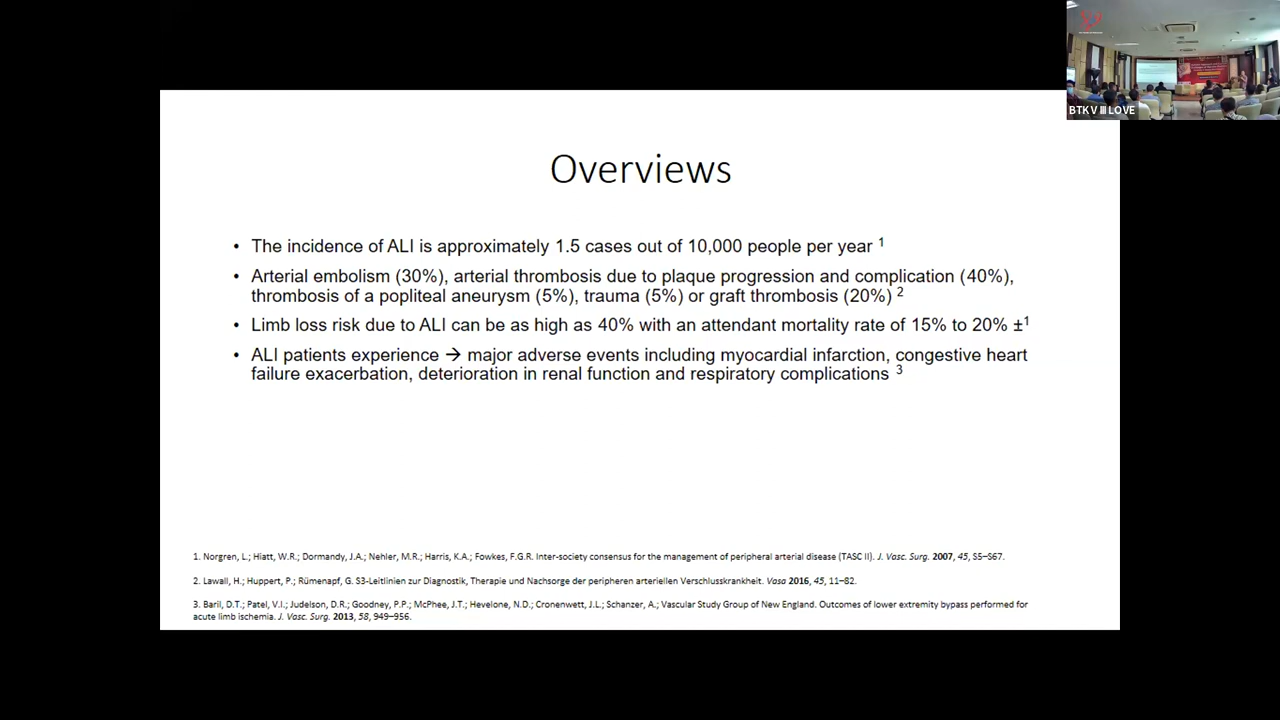 BTKV III LOVE
Overviews
• The incidence of ALI is approximately 1.5 cases out of 10,000 people per year 1
• Arterial embolism (30%), arterial thrombosis due to plaque progression and complication (40%),
thrombosis of a popliteal aneurysm (5%), trauma (5%) or graft thrombosis (20%) 2
• Limb loss risk due to ALI can be as high as 40% with an attendant mortality rate of 15% to 20% ±1
• ALI patients experience → major adverse events including myocardial infarction, congestive heart
failure exacerbation, deterioration in renal function and respiratory complications 3
1. Norgren, L.; Hiatt, W.R.; Dormandy, J.A.; Nehler, M.R.; Harris, K.A.; Fowkes, F.G.R. Inter-society consensus for the management of peripheral arterial disease (TASC II). J. Vasc. Surg. 2007, 45, S5–S67.
2. Lawall, H.; Huppert, P.; Rümenapf, G. S3-Leitlinien zur Diagnostik, Therapie und Nachsorge der peripheren arteriellen Verschlusskrankheit. Vasa 2016, 45, 11–82.
3. Baril, D.T.; Patel, V.I.; Judelson, D.R.; Goodney, P.P.; McPhee, J.T.; Hevelone, N.D.; Cronenwett, J.L.; Schanzer, A.; Vascular Study Group of New England. Outcomes of lower extremity bypass performed for
acute limb ischemia. J. Vasc. Surg. 2013, 58, 949–956.